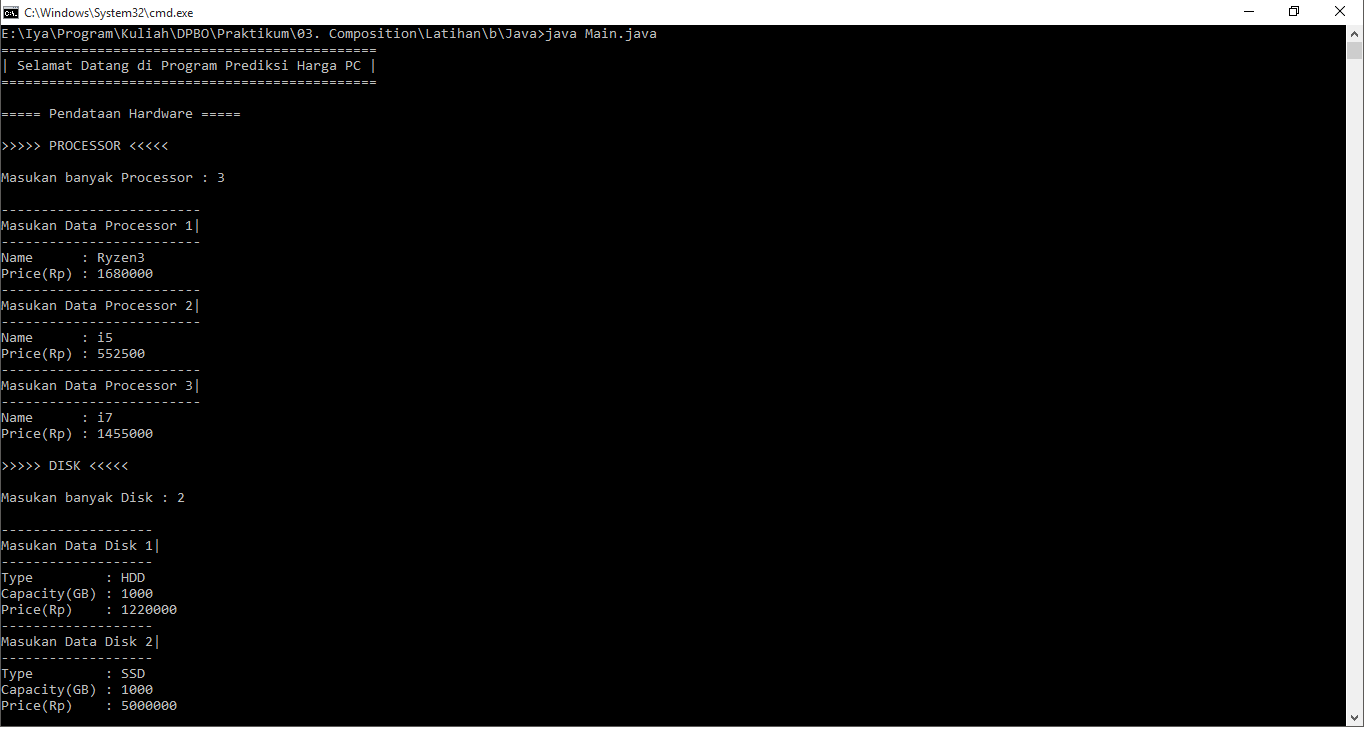 C:\Windows\System32\cmd.exe
E:\Iya\Program\Kuliah\DPBO\Praktikum\03. Composition\Latihan\b\Java>java Main.java
===============================================
| Selamat Datang di Program Prediksi Harga PC |
===============================================
===== Pendataan Hardware =====
>>>>> PROCESSOR <<<<<
Masukan banyak Processor : 3
-------------------------
Masukan Data Processor 1|
-------------------------
Name      : Ryzen3
Price(Rp) : 1680000
-------------------------
Masukan Data Processor 2|
-------------------------
Name      : i5
Price(Rp) : 552500
-------------------------
Masukan Data Processor 3|
-------------------------
Name      : i7
Price(Rp) : 1455000
>>>>> DISK <<<<<
Masukan banyak Disk : 2
-------------------
Masukan Data Disk 1|
-------------------
Type         : HDD
Capacity(GB) : 1000
Price(Rp)    : 1220000
-------------------
Masukan Data Disk 2|
-------------------
Type         : SSD
Capacity(GB) : 1000
Price(Rp)    : 5000000